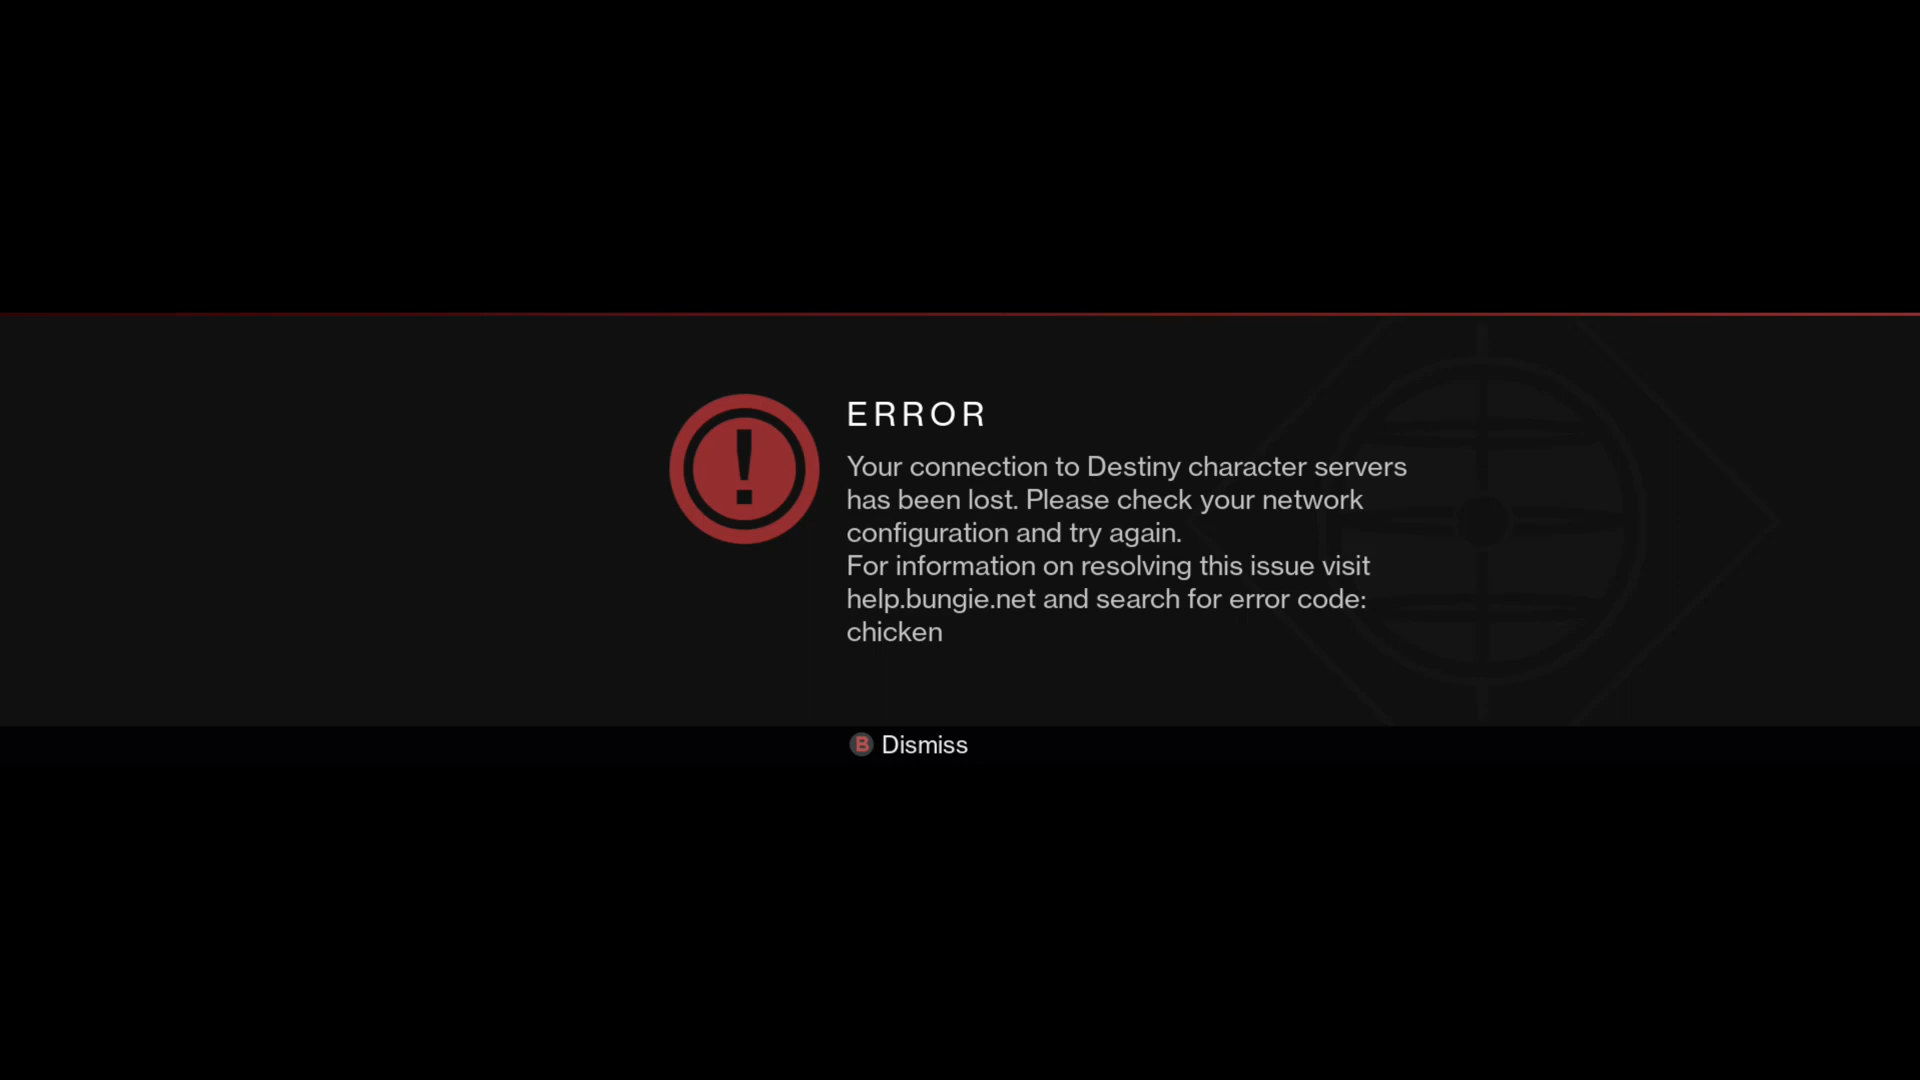 ERROR
Your connection to Destiny character servers
has been lost. Please check your network
configuration and try again.
For information on resolving this issue visit
help.bungie.net and search for error code:
chicken
B Dismiss